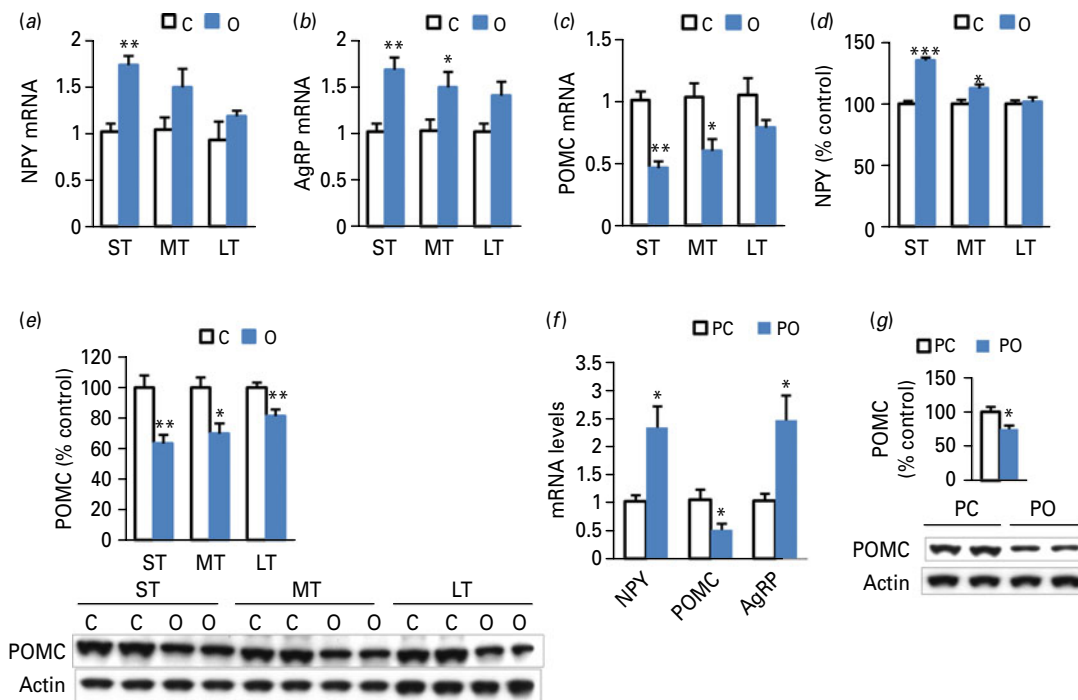 (a)
C O
NPY mRNA
2
1.5
1
0.5
0
**
ST MT LT
(b)
C O
AgRP mRNA
2
1.5
1
0.5
0
** *
ST MT LT
(c)
C O
POMC mRNA
1.5
1
0.5
0
** *
ST MT LT
(d)
C O
NPY (% control)
150
100
50
0
*** *
ST MT LT
(e)
C O
POMC (% control)
120
100
80
60
40
20
0
** * **
ST MT LT
ST MT LT
C C O O C C O O C C O O
POMC
Actin
(f)
PC PO
mRNA levels
3.5
3
2.5
2
1.5
1
0.5
0
* * *
NPY POMC AgRP
(g)
PC PO
POMC
(% control)
150
100
50
0
*
PC PO
POMC
Actin